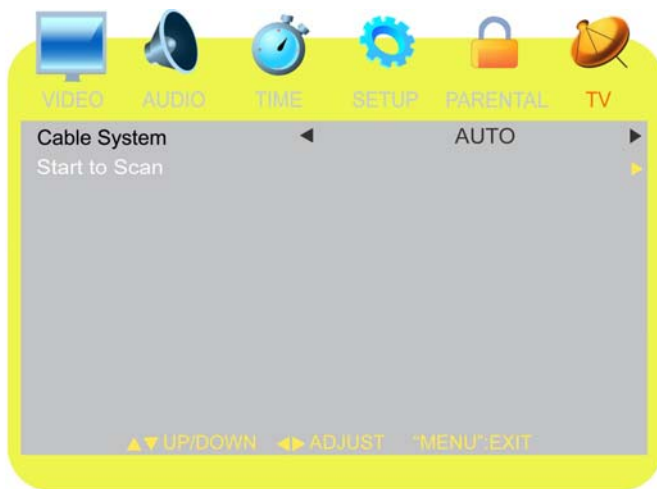 VIDEO AUDIO TIME SETUP PARENTAL TV
Cable System ◀ AUTO ▶
Start to Scan ▶
▲▼ UP/DOWN ◀▶ ADJUST “MENU”:EXIT